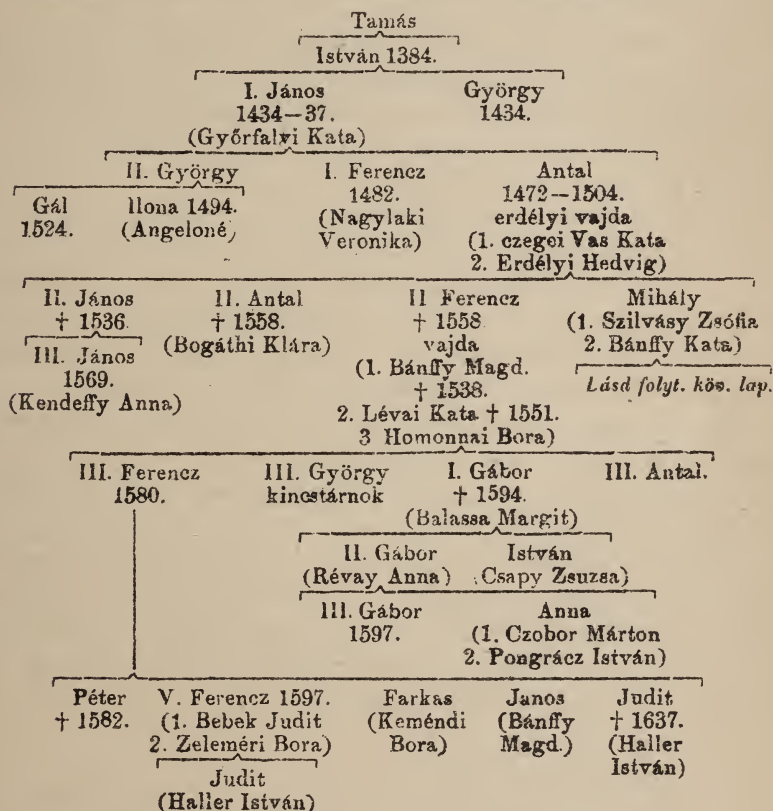 Tamás
István 1384.
I. János György
1434–37. 1434.
(Győrfalvi Kata)
II. György I. Ferencz Antal
Gál Ilona 1494. 1482. 1472–1504.
1524. (Angeloné) (Nagylaki erdélyi vajda
Veronika) (1. czegei Vas Kata
2. Erdélyi Hedvig)
II. János II. Antal II Ferencz Mihály
† 1536. † 1558. † 1558 (1. Szilvásy Zsófia
III. János (Bogáthi Klára) vajda 2. Bánffy Kata)
1569. (1. Bánffy Magd. Lásd folyt. köv. lap.
(Kendeffy Anna) † 1538.
2. Lévai Kata † 1551.
3 Homonnai Bora)
III. Ferencz III. György I. Gábor III. Antal.
1580. kincstárnok † 1594.
(Balassa Margit)
II. Gábor István
(Révay Anna) (Csapy Zsuzsa)
III. Gábor Anna
1597. (1. Czobor Márton
2. Pongrácz István)
Péter V. Ferencz 1597. Farkas Janos Judit
† 1582. (1. Bebek Judit (Keméndi (Bánffy † 1637.
2. Zeleméri Bora) Bora) Magd.) (Haller
Judit István)
(Haller István)